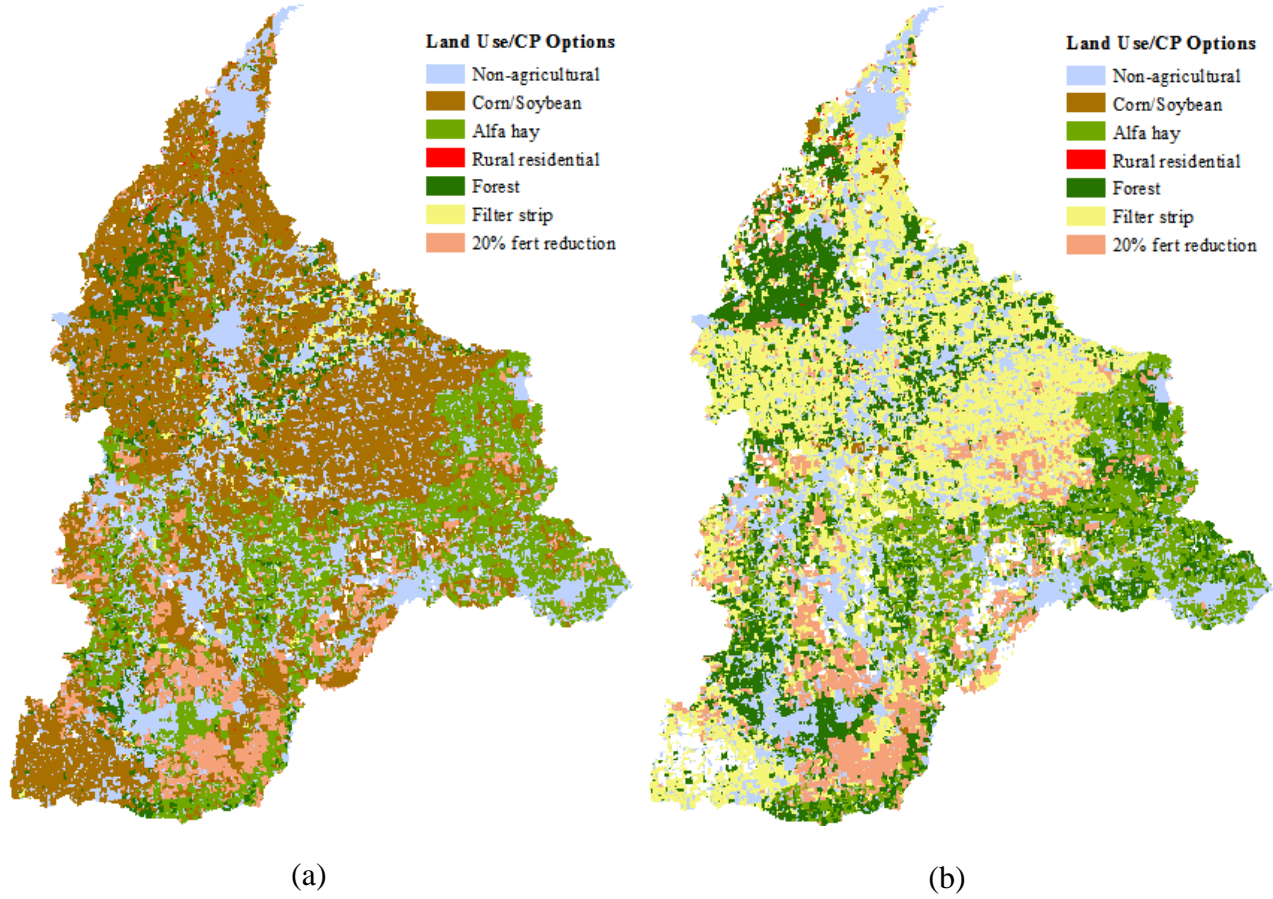 Land Use/CP Options
Non-agricultural
Corn/Soybean
Alfa hay
Rural residential
Forest
Filter strip
20% fert reduction
Land Use/CP Options
Non-agricultural
Corn/Soybean
Alfa hay
Rural residential
Forest
Filter strip
20% fert reduction
(a)
(b)